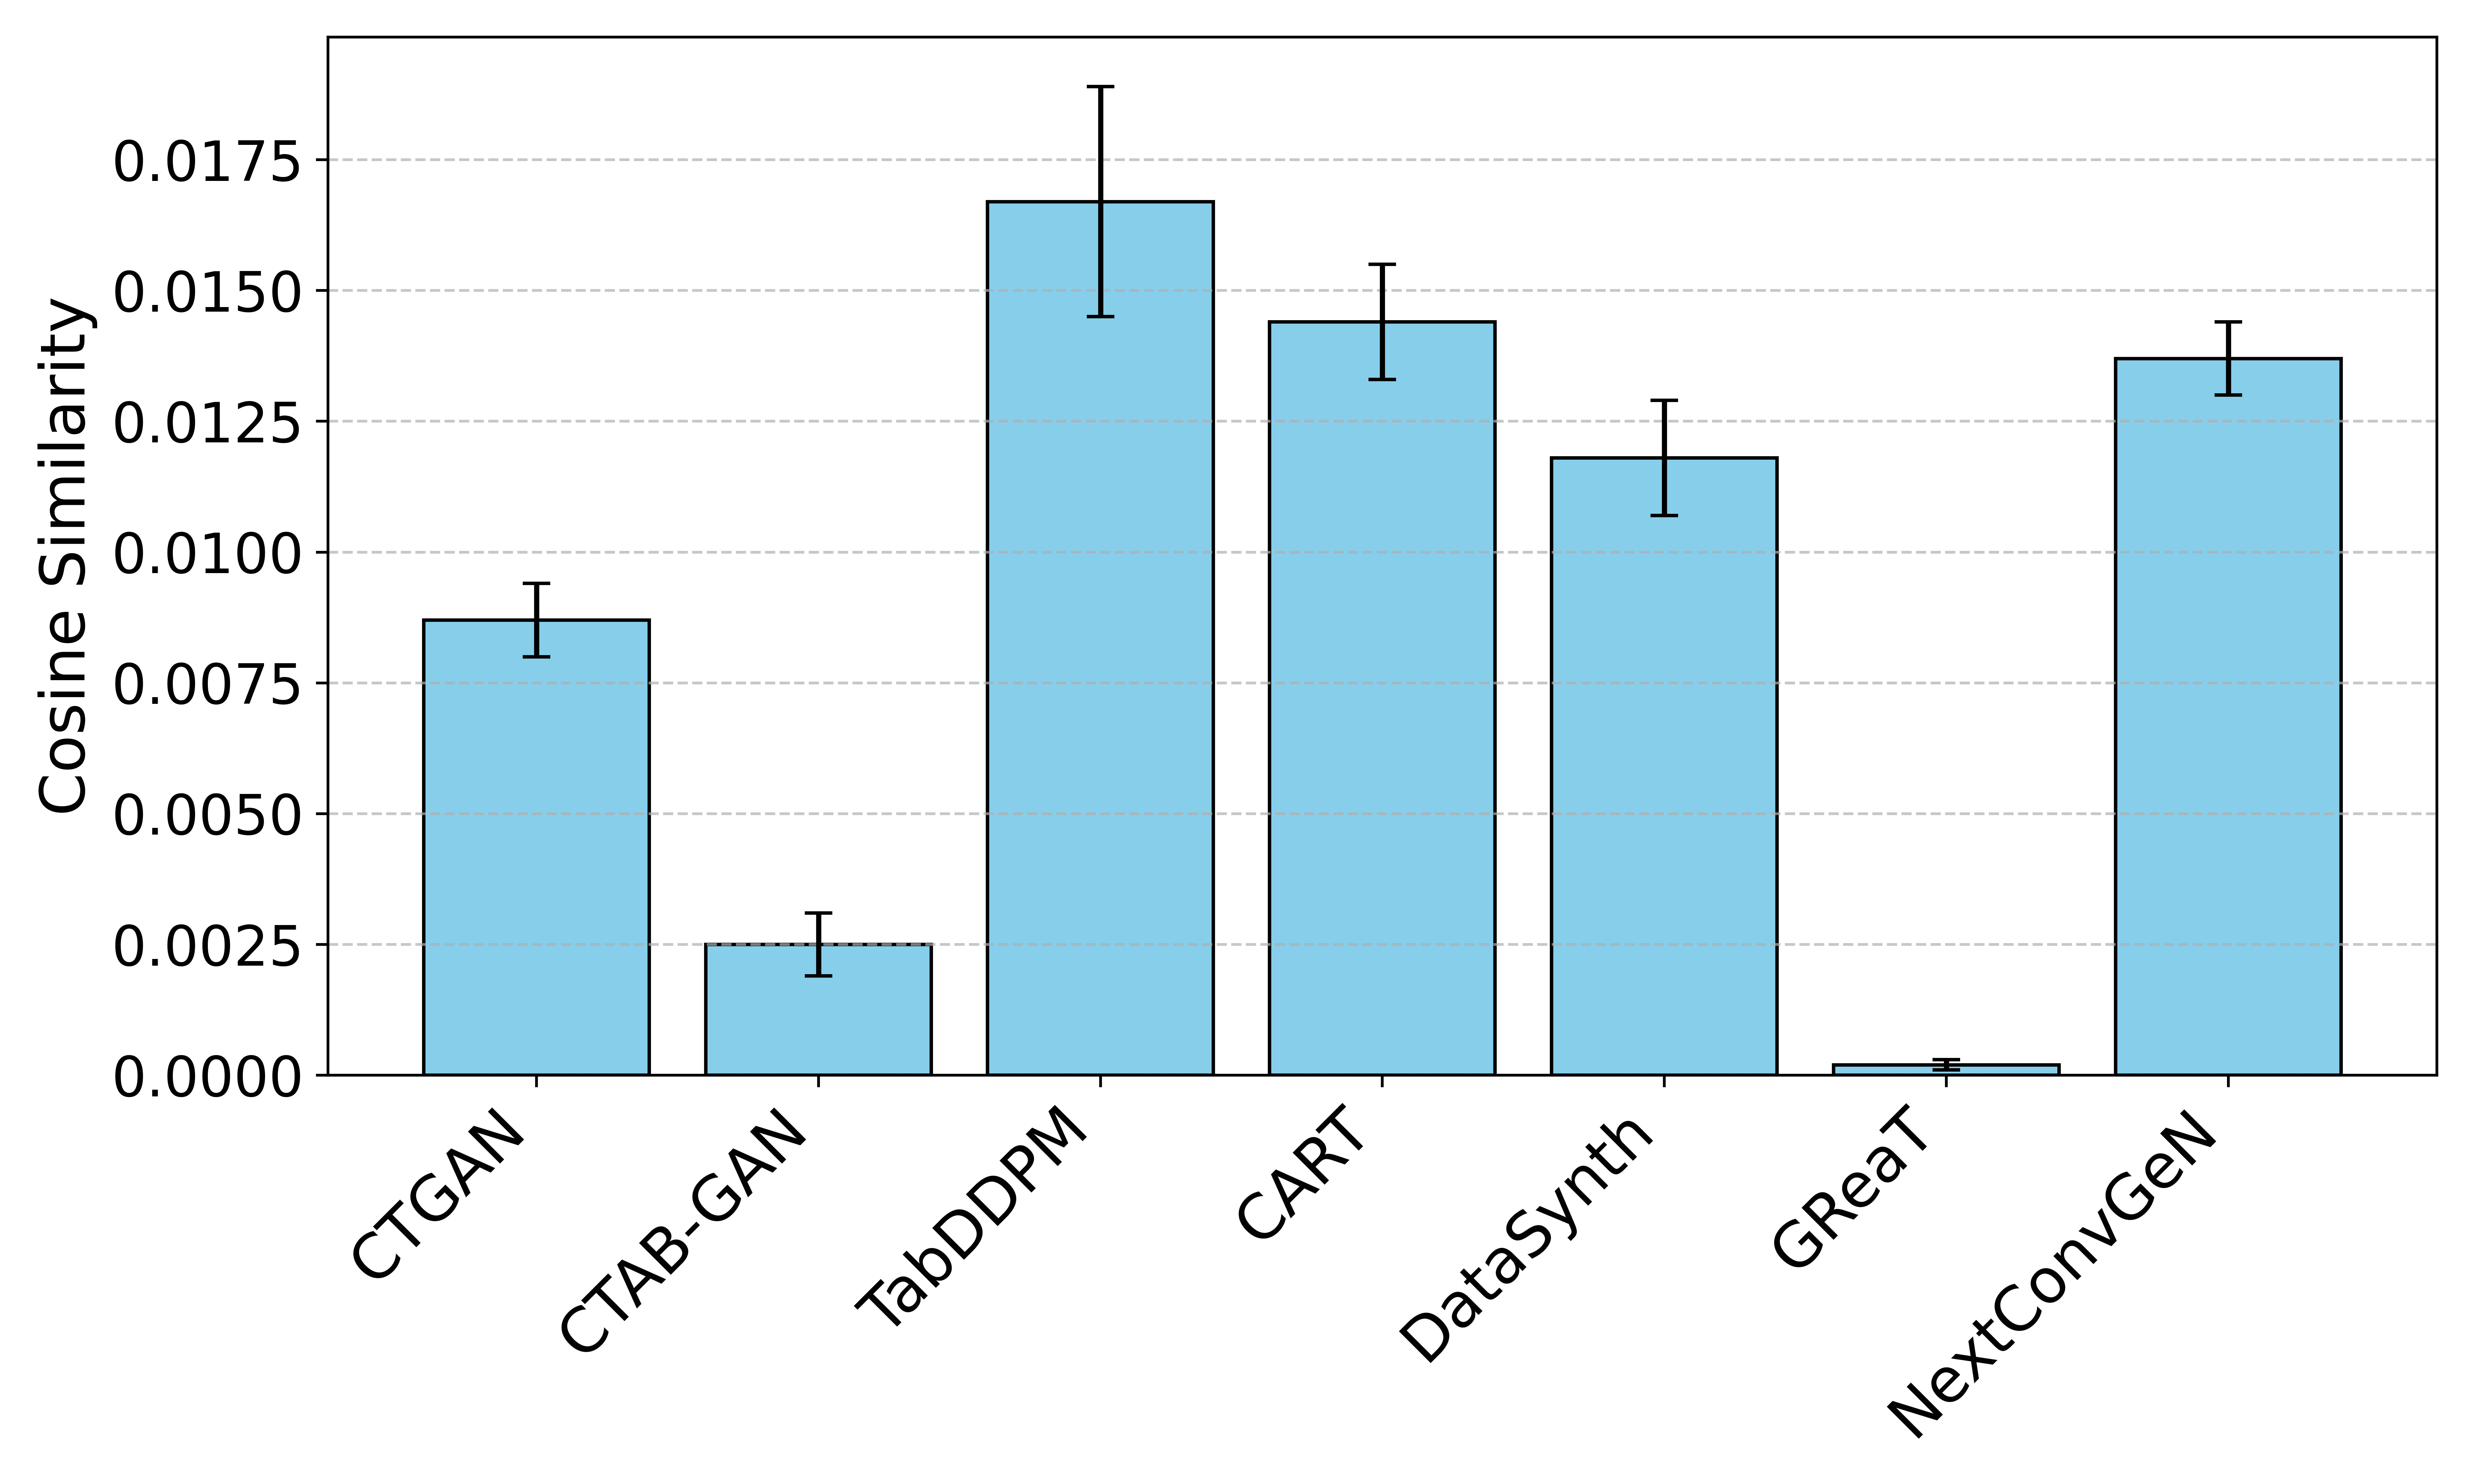 Cosine Similarity
0.0175
0.0150
0.0125
0.0100
0.0075
0.0050
0.0025
0.0000
CTGAN
CTAB-GAN
TabDDPM
CART
DataSynth
GReaT
NextConvGeN